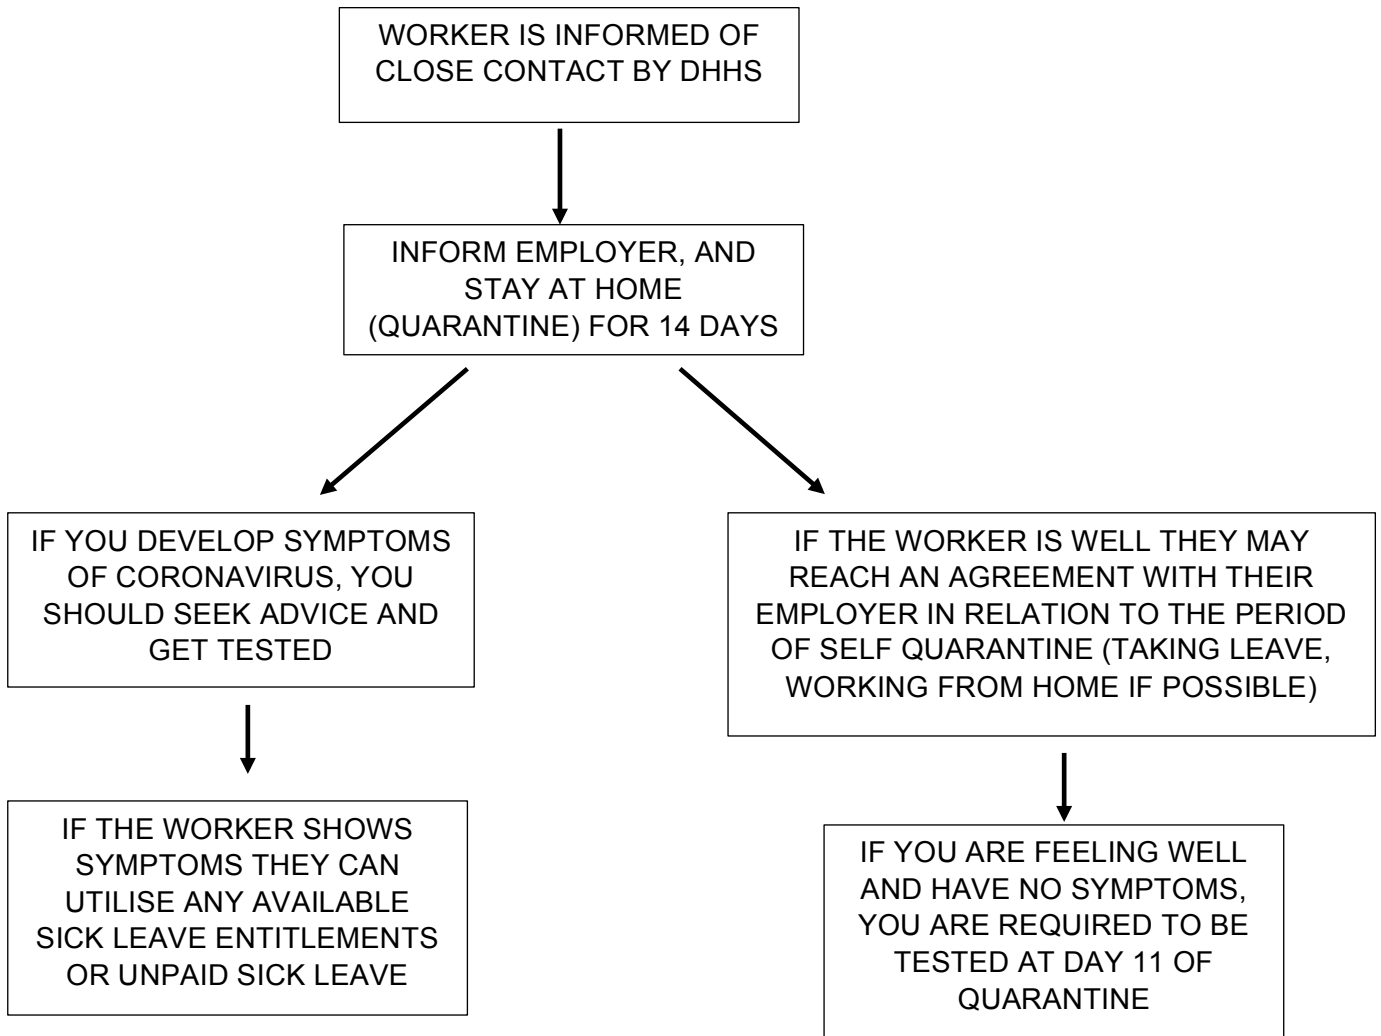 WORKER IS INFORMED OF
CLOSE CONTACT BY DHHS
INFORM EMPLOYER, AND
STAY AT HOME
(QUARANTINE) FOR 14 DAYS
IF YOU DEVELOP SYMPTOMS
OF CORONAVIRUS, YOU
SHOULD SEEK ADVICE AND
GET TESTED
IF THE WORKER IS WELL THEY MAY
REACH AN AGREEMENT WITH THEIR
EMPLOYER IN RELATION TO THE PERIOD
OF SELF QUARANTINE (TAKING LEAVE,
WORKING FROM HOME IF POSSIBLE)
IF THE WORKER SHOWS
SYMPTOMS THEY CAN
UTILISE ANY AVAILABLE
SICK LEAVE ENTITLEMENTS
OR UNPAID SICK LEAVE
IF YOU ARE FEELING WELL
AND HAVE NO SYMPTOMS,
YOU ARE REQUIRED TO BE
TESTED AT DAY 11 OF
QUARANTINE